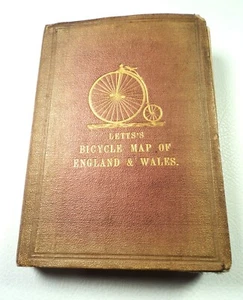 LETTS'S
BICYCLE MAP OF
ENGLAND & WALES.